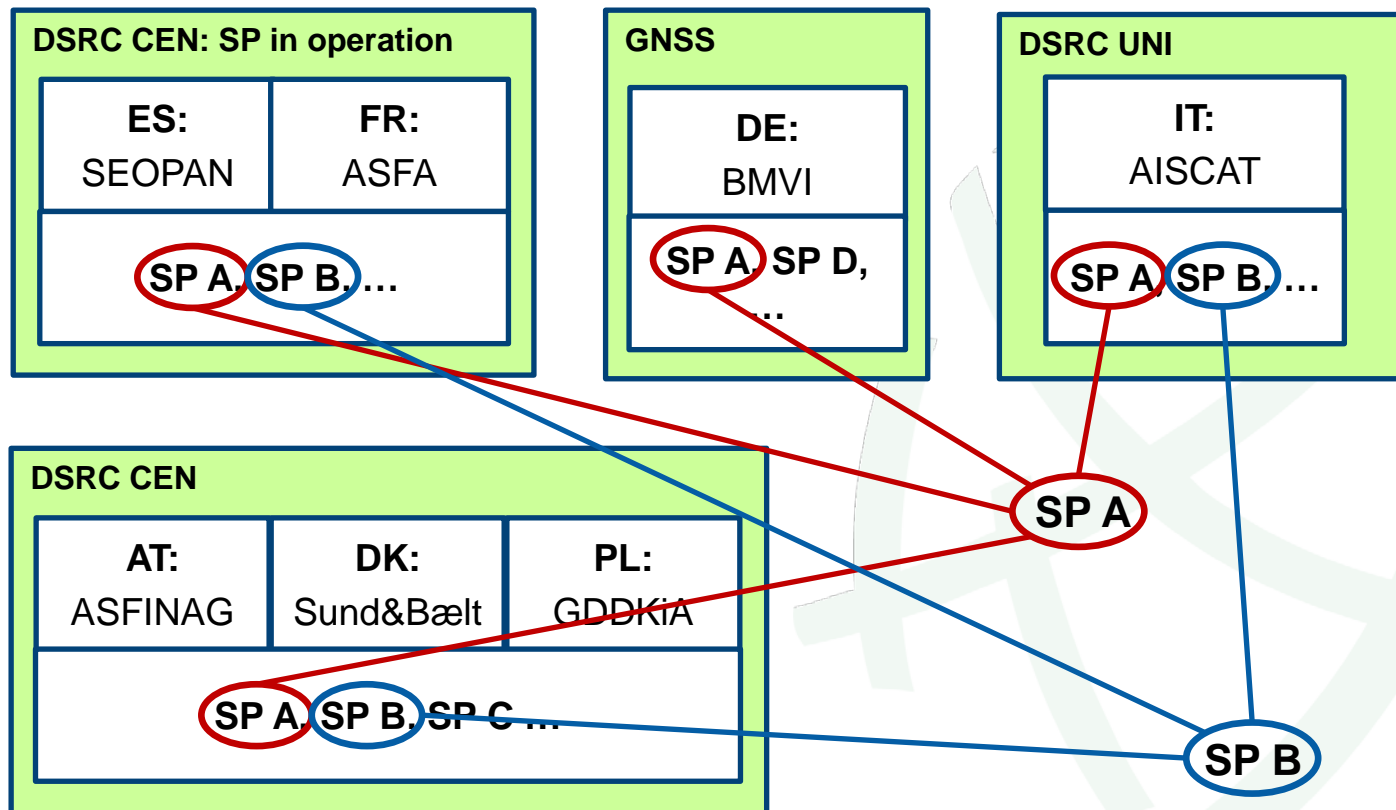 DSRC CEN: SP in operation
ES:
SEOPAN
FR:
ASFA
SP A, SP B, …
GNSS
DE:
BMVI
SP A, SP D,
…
DSRC UNI
IT:
AISCAT
SP A, SP B, …
DSRC CEN
AT:
ASFINAG
DK:
Sund&Bælt
PL:
GDDKiA
SP A, SP B, SP C …
SP A
SP B